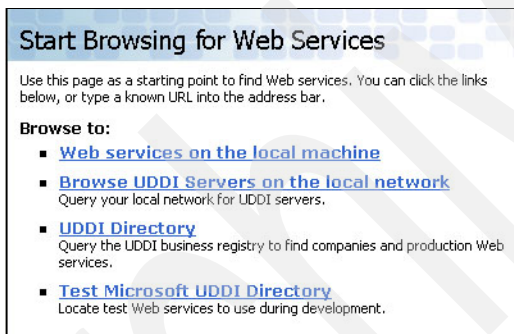 Start Browsing for Web Services
Use this page as a starting point to find Web services. You can click the links
below, or type a known URL into the address bar.
Browse to:
▪ Web services on the local machine
▪ Browse UDDI Servers on the local network
Query your local network for UDDI servers.
▪ UDDI Directory
Query the UDDI business registry to find companies and production Web
services.
▪ Test Microsoft UDDI Directory
Locate test Web services to use during development.